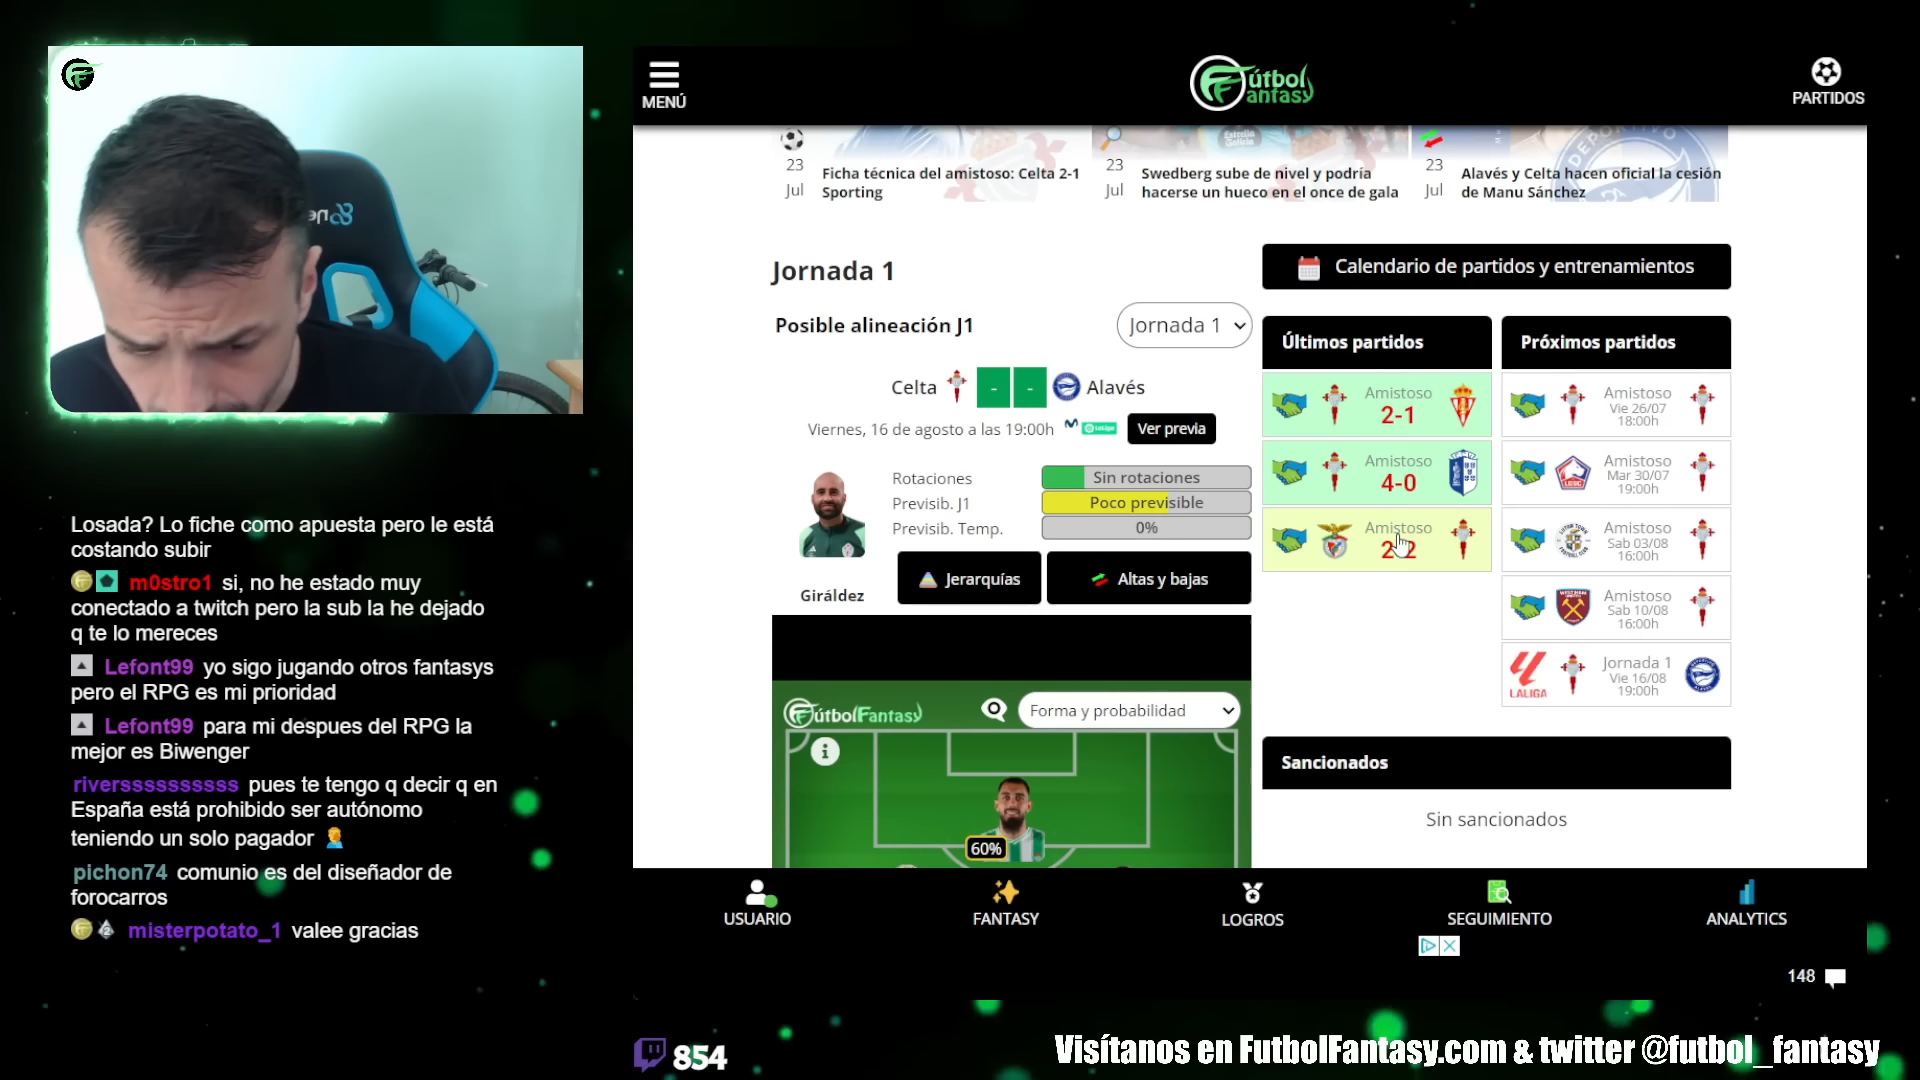 MENÚ
Fútbol
Fantasy
PARTIDOS
23
Jul
Ficha técnica del amistoso: Celta 2-1
Sporting
23
Jul
Swedberg sube de nivel y podría
hacerse un hueco en el once de gala
23
Jul
Alavés y Celta hacen oficial la cesión
de Manu Sánchez
Jornada 1
Posible alineación J1
Jornada 1
Celta - - Alavés
Viernes, 16 de agosto a las 19:00h
Ver previa
Rotaciones
Sin rotaciones
Previsib. J1
Poco previsible
Previsib. Temp.
0%
Giráldez
Jerarquías
Altas y bajas
FútbolFantasy
Forma y probabilidad
i
60%
Calendario de partidos y entrenamientos
Últimos partidos
Amistoso
2-1
Amistoso
4-0
Amistoso
2-2
Próximos partidos
Amistoso
Vie 26/07
18:00h
Amistoso
Mar 30/07
19:00h
Amistoso
Sab 03/08
16:00h
Amistoso
Sab 10/08
16:00h
LALIGA
Jornada 1
Vie 16/08
19:00h
Sancionados
Sin sancionados
USUARIO
FANTASY
LOGROS
SEGUIMIENTO
ANALYTICS
148
Losada? Lo fiche como apuesta pero le está
costando subir
m0stro1 si, no he estado muy
conectado a twitch pero la sub la he dejado
q te lo mereces
Lefont99 yo sigo jugando otros fantasys
pero el RPG es mi prioridad
Lefont99 para mi despues del RPG la
mejor es Biwenger
riverssssssssss pues te tengo q decir q en
España está prohibido ser autónomo
teniendo un solo pagador
pichon74 comunio es del diseñador de
forocarros
misterpotato_1 valee gracias
854
Visítanos en FutbolFantasy.com & twitter @futbol_fantasy